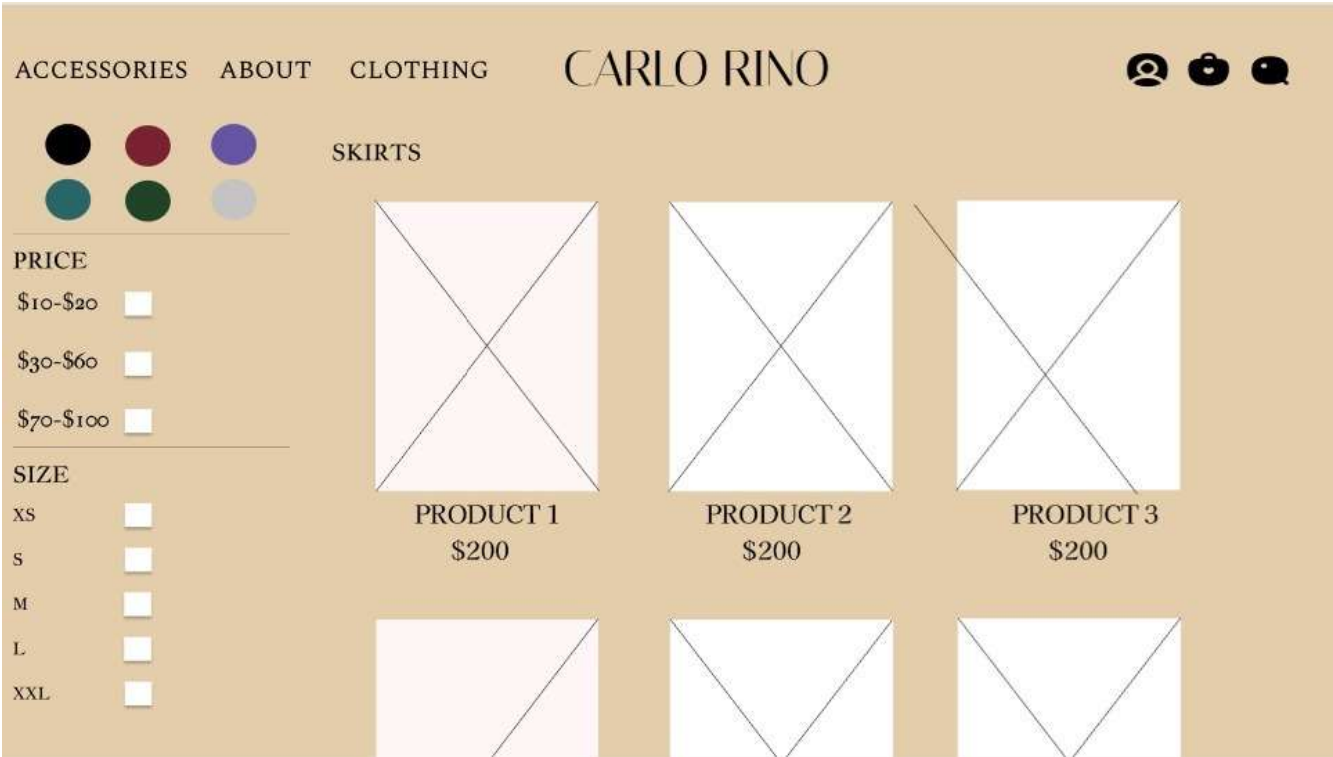 ACCESSORIES ABOUT CLOTHING CARLO RINO
SKIRTS
PRICE
$10-$20
$30-$60
$70-$100
SIZE
XS
S
M
L
XXL
PRODUCT 1 PRODUCT 2 PRODUCT 3
$200 $200 $200